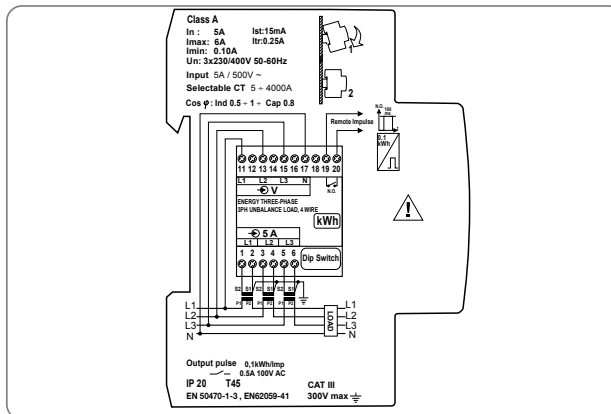 Class A
In : 5A Ist:15mA
Imax: 6A Itr:0.25A
Imin: 0.10A
Un: 3x230/400V 50-60Hz
Input 5A / 500V ~
Selectable CT 5 ÷ 4000A
Cos φ : Ind 0.5 ÷ 1 ÷ Cap 0.8
1
2
Remote Impulse
N.O. 100 ms
t
0.1 kWh
11 12 13 14 15 16 17 18 19 20
L1 L2 L3 N
V
N.O.
ENERGY THREE-PHASE
3PH UNBALANCE LOAD, 4 WIRE
kWh
5 A
L1 L2 L3
1 2 3 4 5 6
Dip Switch
S2 S1 S2 S1 S2 S1
P1 P2 P1 P2 P1 P2
L1 L1
L2 L2
L3 L3
N N
LOAD
Output pulse 0,1kWh/Imp
0.5A 100V AC
IP 20 T45 CAT III
EN 50470-1-3 , EN62059-41 300V max